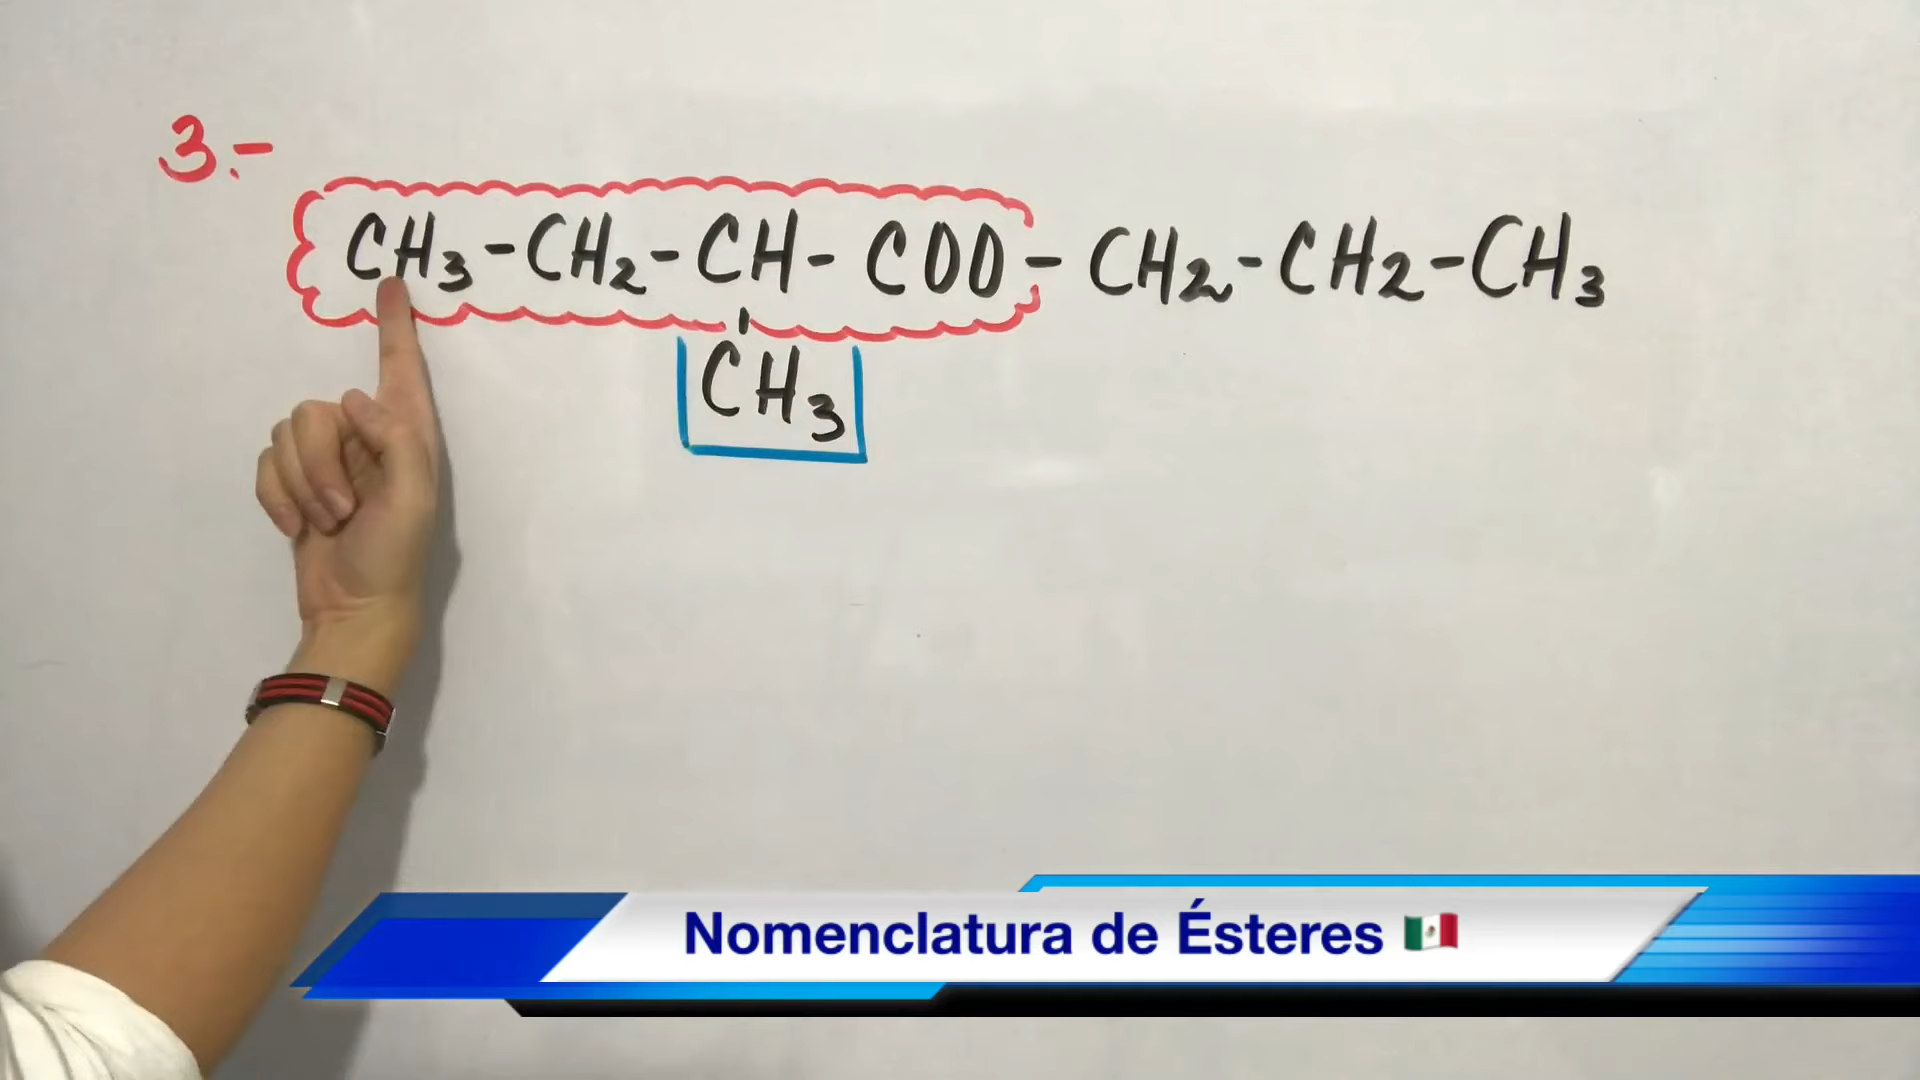 3.-
CH3-CH2-CH-COO-CH2-CH2-CH3
CH3
Nomenclatura de Ésteres 🇲🇽